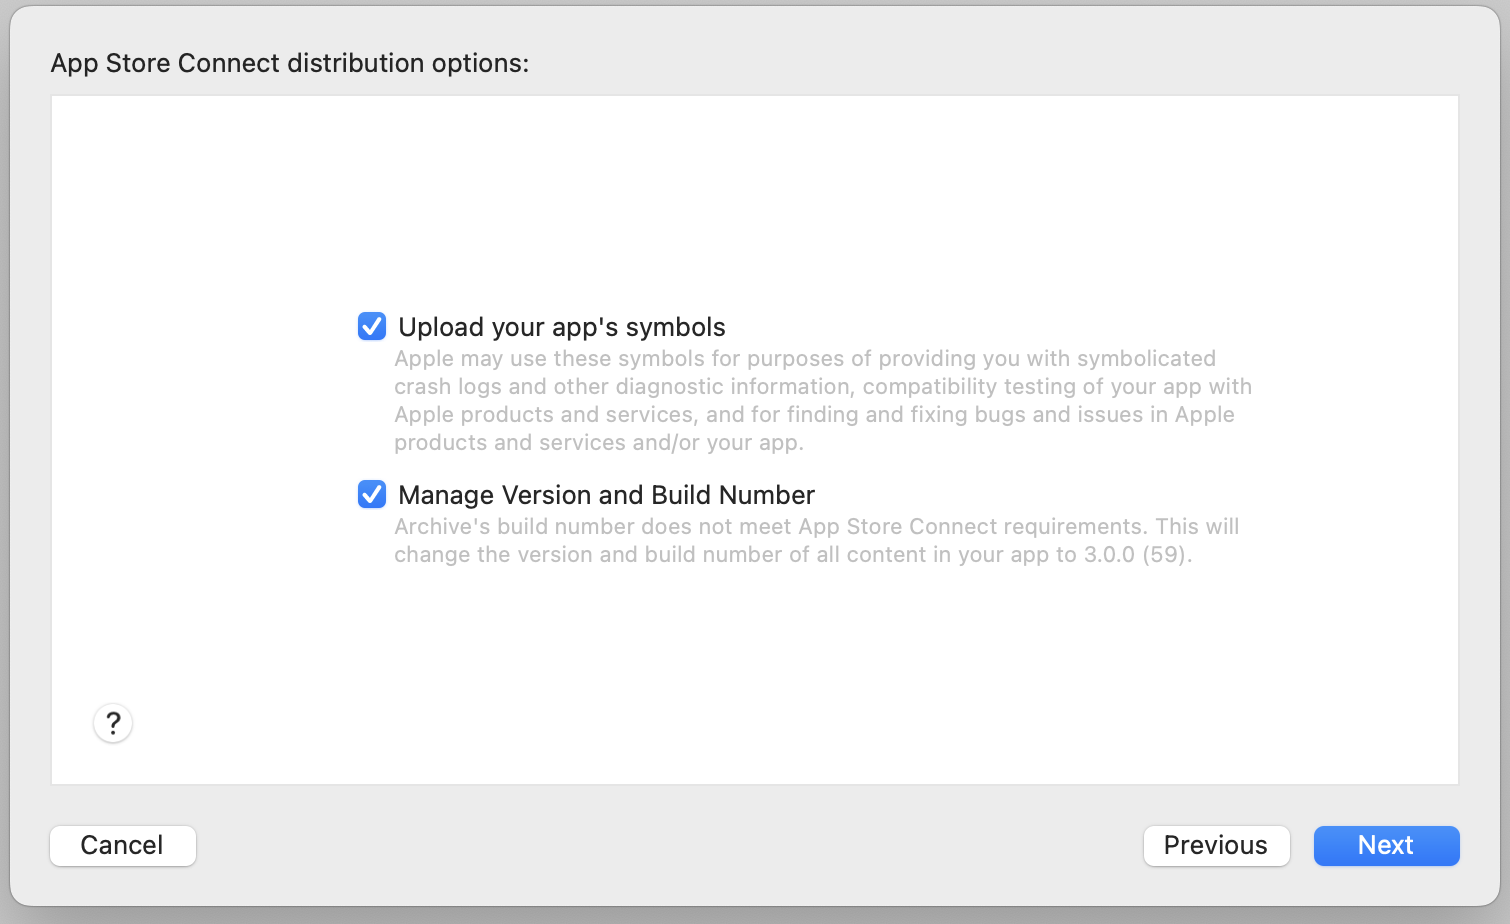 App Store Connect distribution options:
Upload your app's symbols
Apple may use these symbols for purposes of providing you with symbolicated
crash logs and other diagnostic information, compatibility testing of your app with
Apple products and services, and for finding and fixing bugs and issues in Apple
products and services and/or your app.
Manage Version and Build Number
Archive's build number does not meet App Store Connect requirements. This will
change the version and build number of all content in your app to 3.0.0 (59).
?
Cancel
Previous
Next